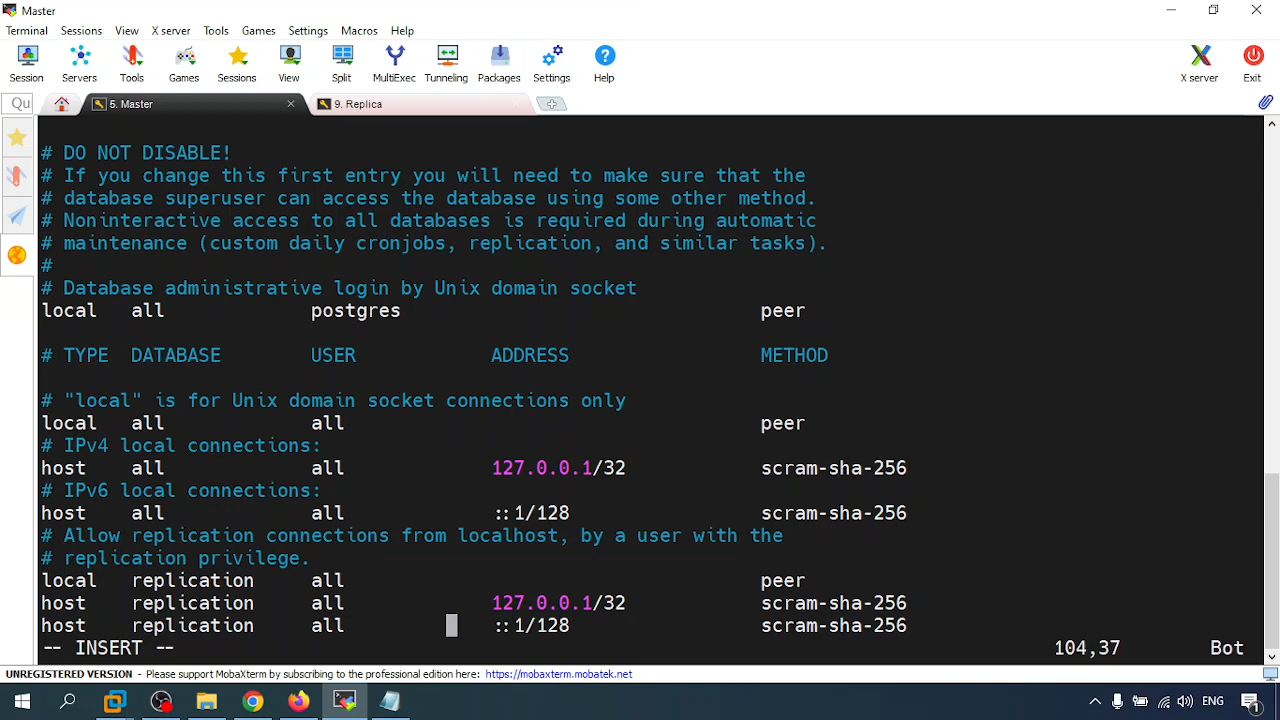 Master
Terminal Sessions View X server Tools Games Settings Macros Help
Session Servers Tools Games Sessions View Split MultiExec Tunneling Packages Settings Help X server Exit
Qu 5. Master 9. Replica
# DO NOT DISABLE!
# If you change this first entry you will need to make sure that the
# database superuser can access the database using some other method.
# Noninteractive access to all databases is required during automatic
# maintenance (custom daily cronjobs, replication, and similar tasks).
#
# Database administrative login by Unix domain socket
local all postgres peer
# TYPE DATABASE USER ADDRESS METHOD
# "local" is for Unix domain socket connections only
local all all peer
# IPv4 local connections:
host all all 127.0.0.1/32 scram-sha-256
# IPv6 local connections:
host all all ::1/128 scram-sha-256
# Allow replication connections from localhost, by a user with the
# replication privilege.
local replication all peer
host replication all 127.0.0.1/32 scram-sha-256
host replication all ::1/128 scram-sha-256
-- INSERT -- 104,37 Bot
UNREGISTERED VERSION - Please support MobaXterm by subscribing to the professional edition here: https://mobaxterm.mobatek.net
ENG 1